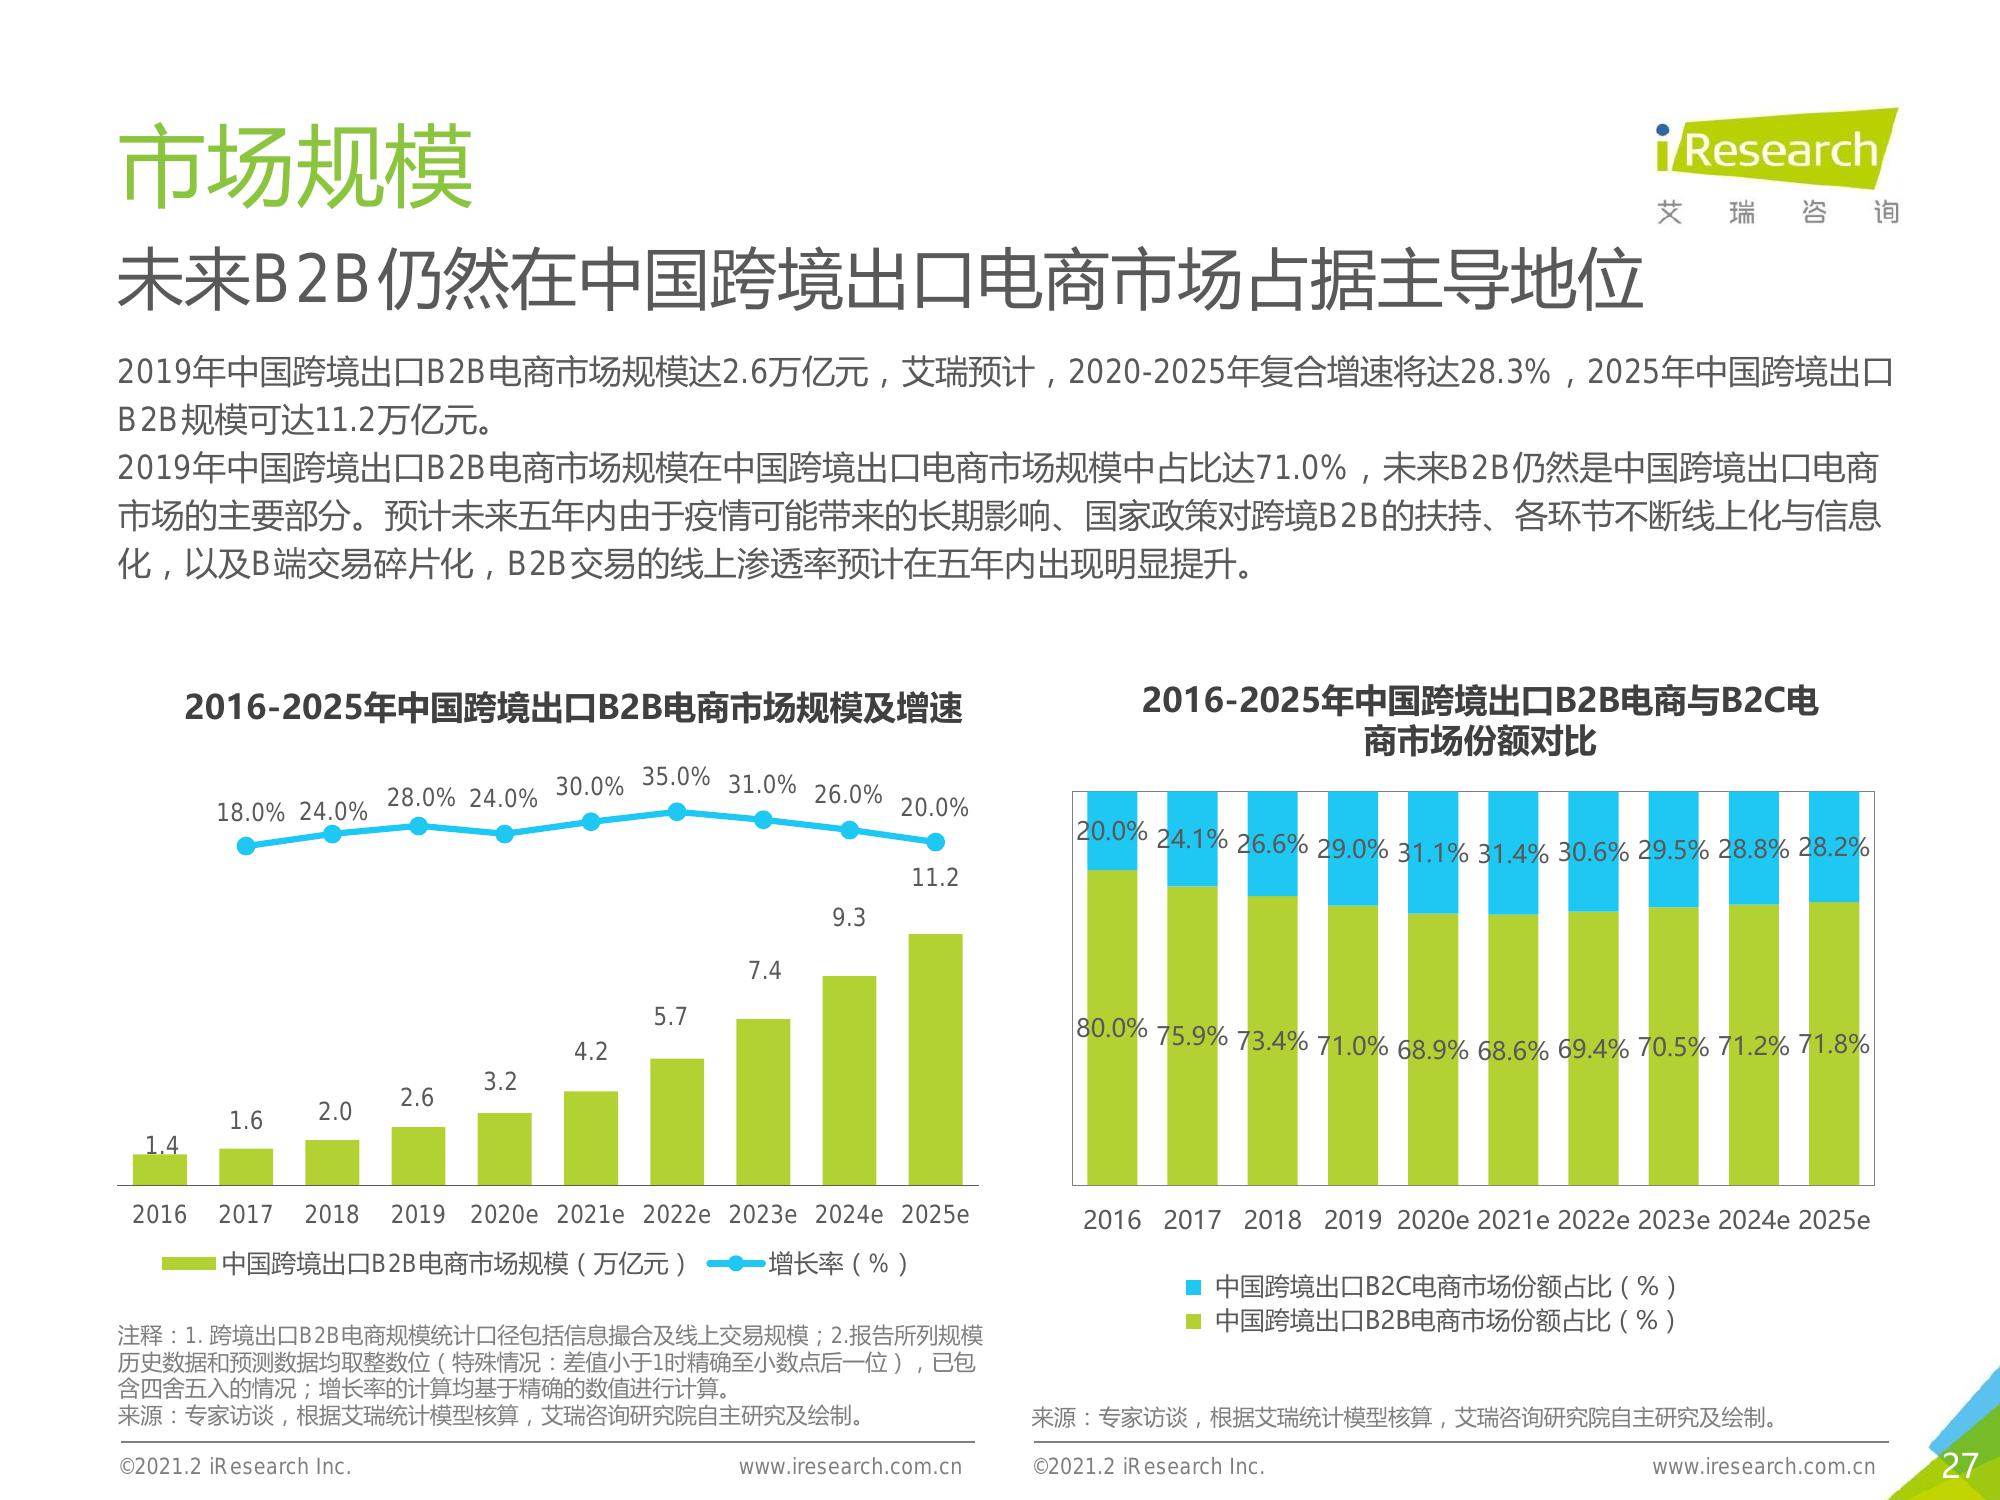 市场规模
iResearch
艾瑞咨询
未来B2B仍然在中国跨境出口电商市场占据主导地位
2019年中国跨境出口B2B电商市场规模达2.6万亿元，艾瑞预计，2020-2025年复合增速将达28.3%，2025年中国跨境出口
B2B规模可达11.2万亿元。
2019年中国跨境出口B2B电商市场规模在中国跨境出口电商市场规模中占比达71.0%，未来B2B仍然是中国跨境出口电商
市场的主要部分。预计未来五年内由于疫情可能带来的长期影响、国家政策对跨境B2B的扶持、各环节不断线上化与信息
化，以及B端交易碎片化，B2B交易的线上渗透率预计在五年内出现明显提升。
2016-2025年中国跨境出口B2B电商市场规模及增速
18.0% 24.0% 28.0% 24.0% 30.0% 35.0% 31.0% 26.0% 20.0%
1.4 1.6 2.0 2.6 3.2 4.2 5.7 7.4 9.3 11.2
2016 2017 2018 2019 2020e 2021e 2022e 2023e 2024e 2025e
中国跨境出口B2B电商市场规模（万亿元） 增长率（%）
注释：1. 跨境出口B2B电商规模统计口径包括信息撮合及线上交易规模；2.报告所列规模
历史数据和预测数据均取整数位（特殊情况：差值小于1时精确至小数点后一位），已包
含四舍五入的情况；增长率的计算均基于精确的数值进行计算。
来源：专家访谈，根据艾瑞统计模型核算，艾瑞咨询研究院自主研究及绘制。
©2021.2 iResearch Inc. www.iresearch.com.cn
2016-2025年中国跨境出口B2B电商与B2C电
商市场份额对比
20.0% 24.1% 26.6% 29.0% 31.1% 31.4% 30.6% 29.5% 28.8% 28.2%
80.0% 75.9% 73.4% 71.0% 68.9% 68.6% 69.4% 70.5% 71.2% 71.8%
2016 2017 2018 2019 2020e 2021e 2022e 2023e 2024e 2025e
中国跨境出口B2C电商市场份额占比（%）
中国跨境出口B2B电商市场份额占比（%）
来源：专家访谈，根据艾瑞统计模型核算，艾瑞咨询研究院自主研究及绘制。
©2021.2 iResearch Inc. www.iresearch.com.cn
27